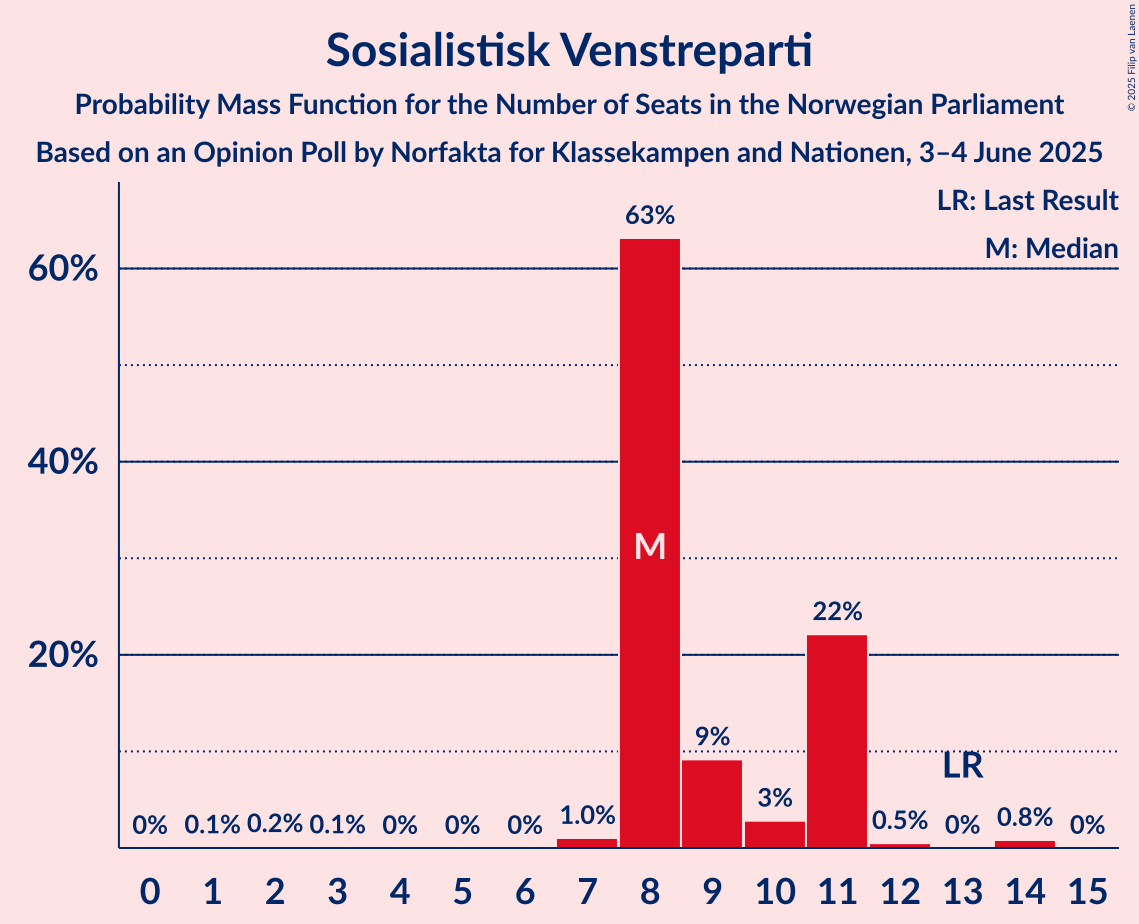 Sosialistisk Venstreparti
Probability Mass Function for the Number of Seats in the Norwegian Parliament
Based on an Opinion Poll by Norfakta for Klassekampen and Nationen, 3–4 June 2025
© 2025 Filip van Laenen
LR: Last Result
M: Median
60%
40%
20%
0% 0.1% 0.2% 0.1% 0% 0% 0% 1.0% 63% 9% 3% 22% 0.5% 0% 0.8% 0%
M
LR
0 1 2 3 4 5 6 7 8 9 10 11 12 13 14 15